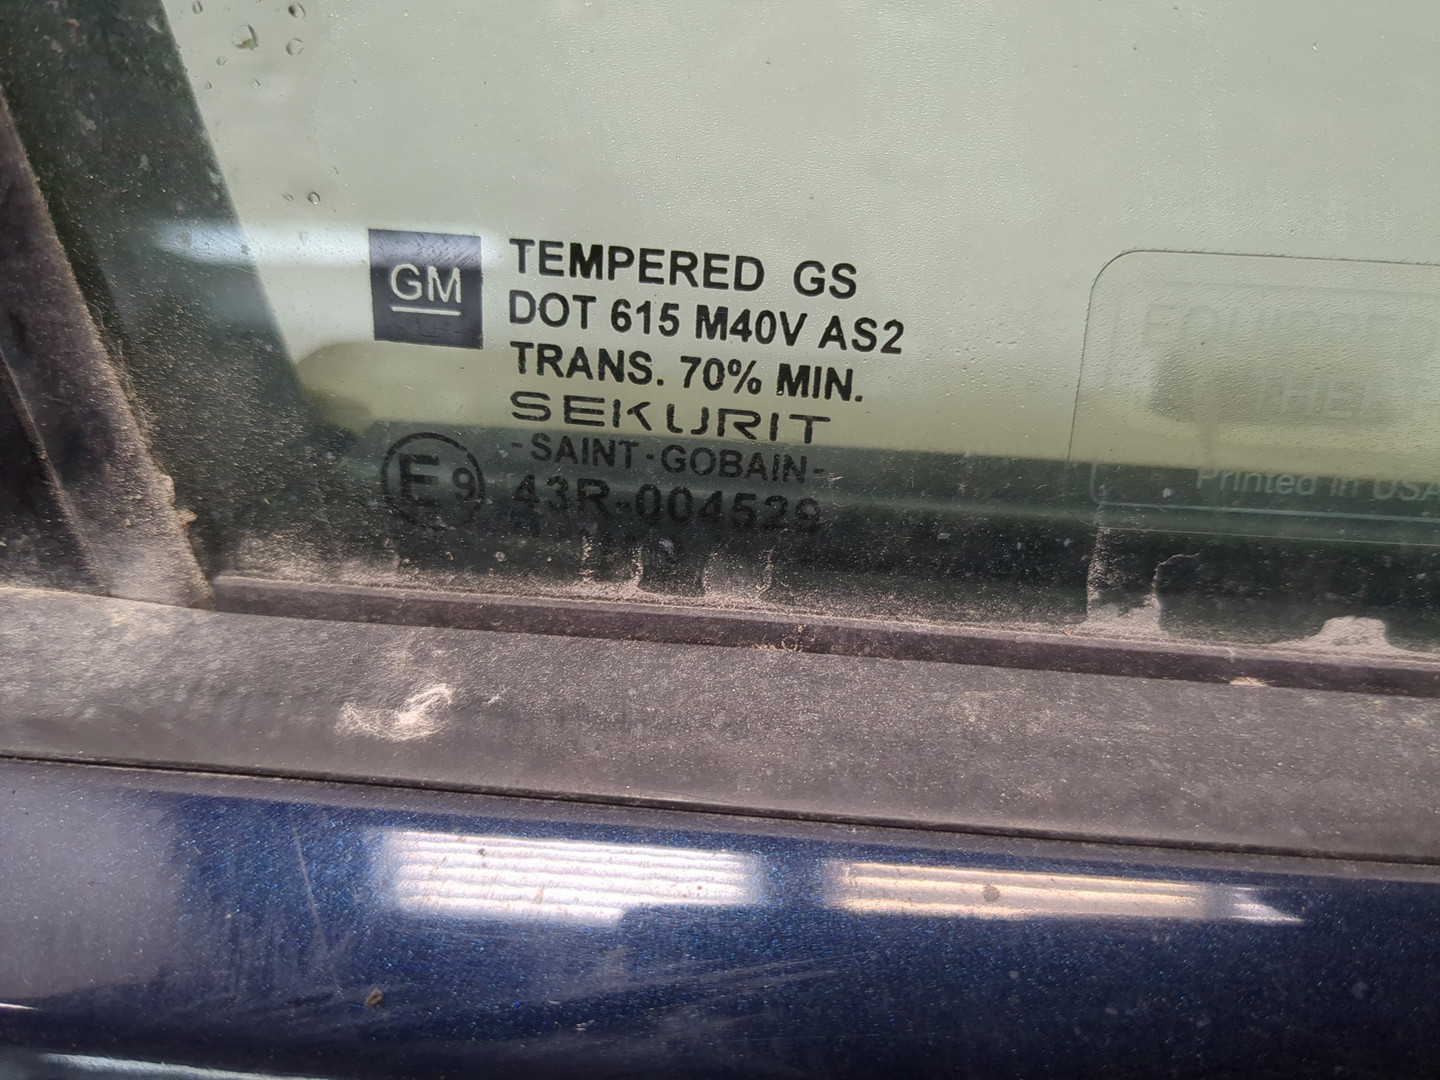 GM
TEMPERED GS
DOT 615 M40V AS2
TRANS. 70% MIN.
SEKURIT
-SAINT-GOBAIN-
E9
43R-004529
Printed in USA